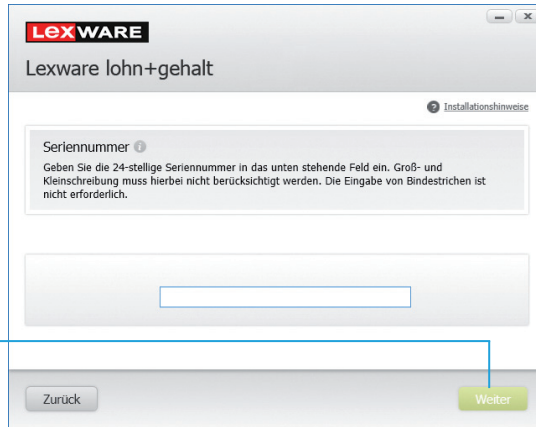 LEXWARE
Lexware lohn+gehalt
Installationshinweise
Seriennummer
Geben Sie die 24-stellige Seriennummer in das unten stehende Feld ein. Groß- und
Kleinschreibung muss hierbei nicht berücksichtigt werden. Die Eingabe von Bindestrichen ist
nicht erforderlich.
Zurück
Weiter